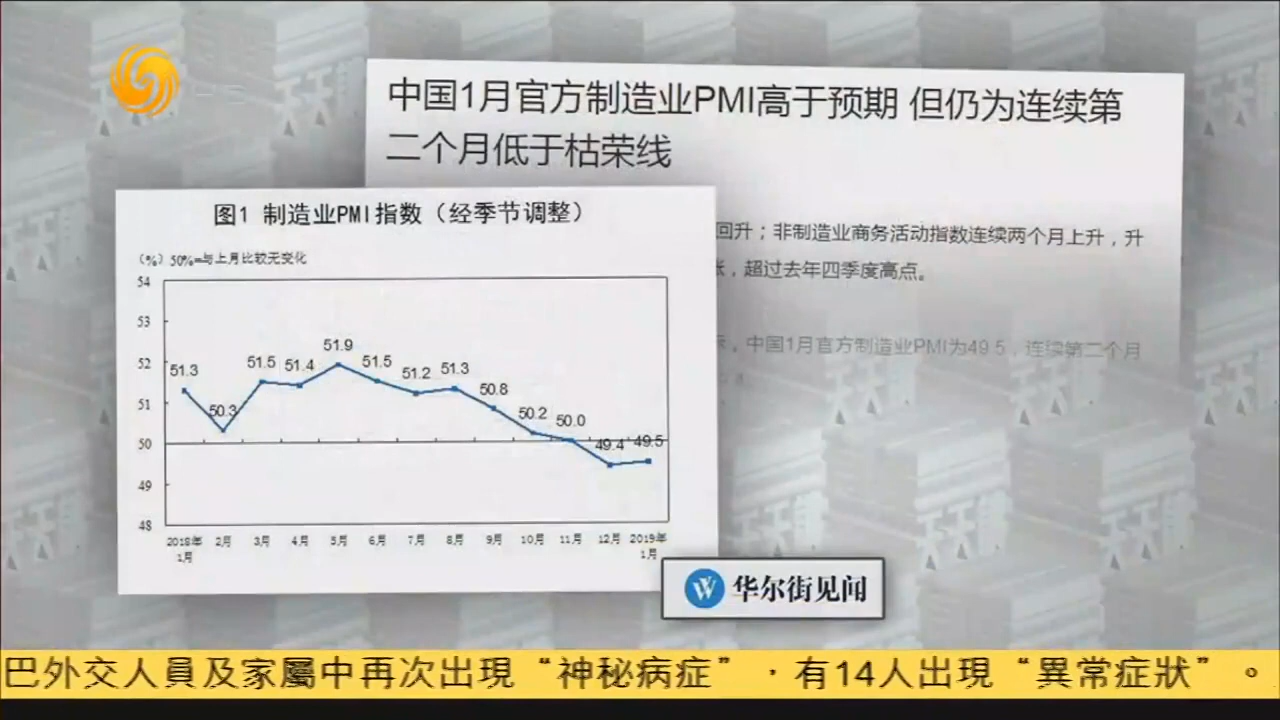 中国1月官方制造业PMI高于预期 但仍为连续第
二个月低于枯荣线
回升；非制造业商务活动指数连续两个月上升，升
，超过去年四季度高点。
，中国1月官方制造业PMI为49.5，连续第二个月
图1 制造业PMI指数（经季节调整）
（%）50%=与上月比较无变化
54
53
52
51
50
49
48
51.3
50.3
51.5
51.4
51.9
51.5
51.2
51.3
50.8
50.2
50.0
49.4
49.5
2018年1月
2月
3月
4月
5月
6月
7月
8月
9月
10月
11月
12月
2019年1月
华尔街见闻
巴外交人員及家屬中再次出現“神秘病症”，有14人出現“異常症狀”。